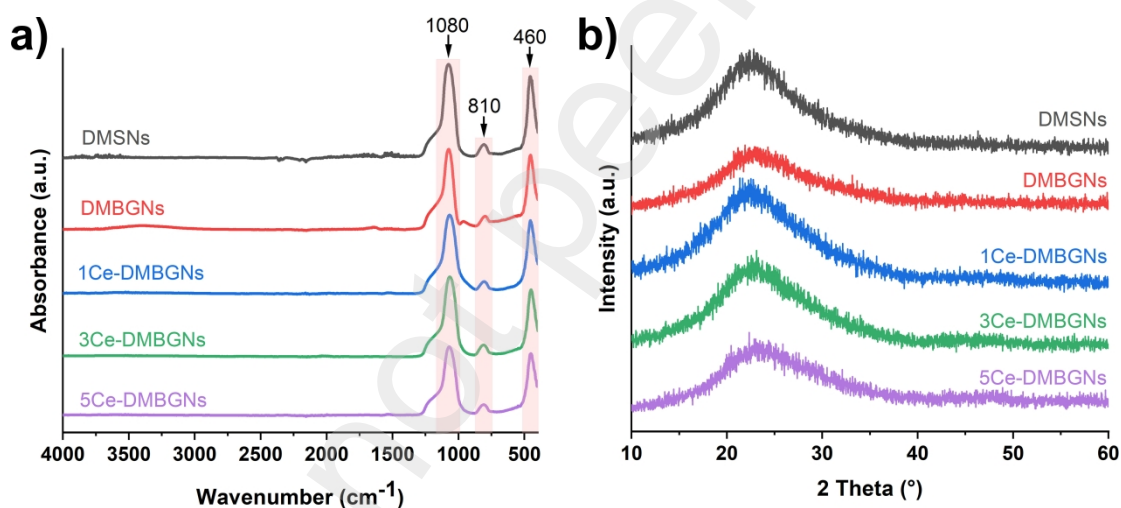 a)
1080
460
810
DMSNs
DMBGNs
1Ce-DMBGNs
3Ce-DMBGNs
5Ce-DMBGNs
Absorbance (a.u.)
4000 3500 3000 2500 2000 1500 1000 500
Wavenumber (cm⁻¹)
b)
DMSNs
DMBGNs
1Ce-DMBGNs
3Ce-DMBGNs
5Ce-DMBGNs
Intensity (a.u.)
10 20 30 40 50 60
2 Theta (°)
not peer